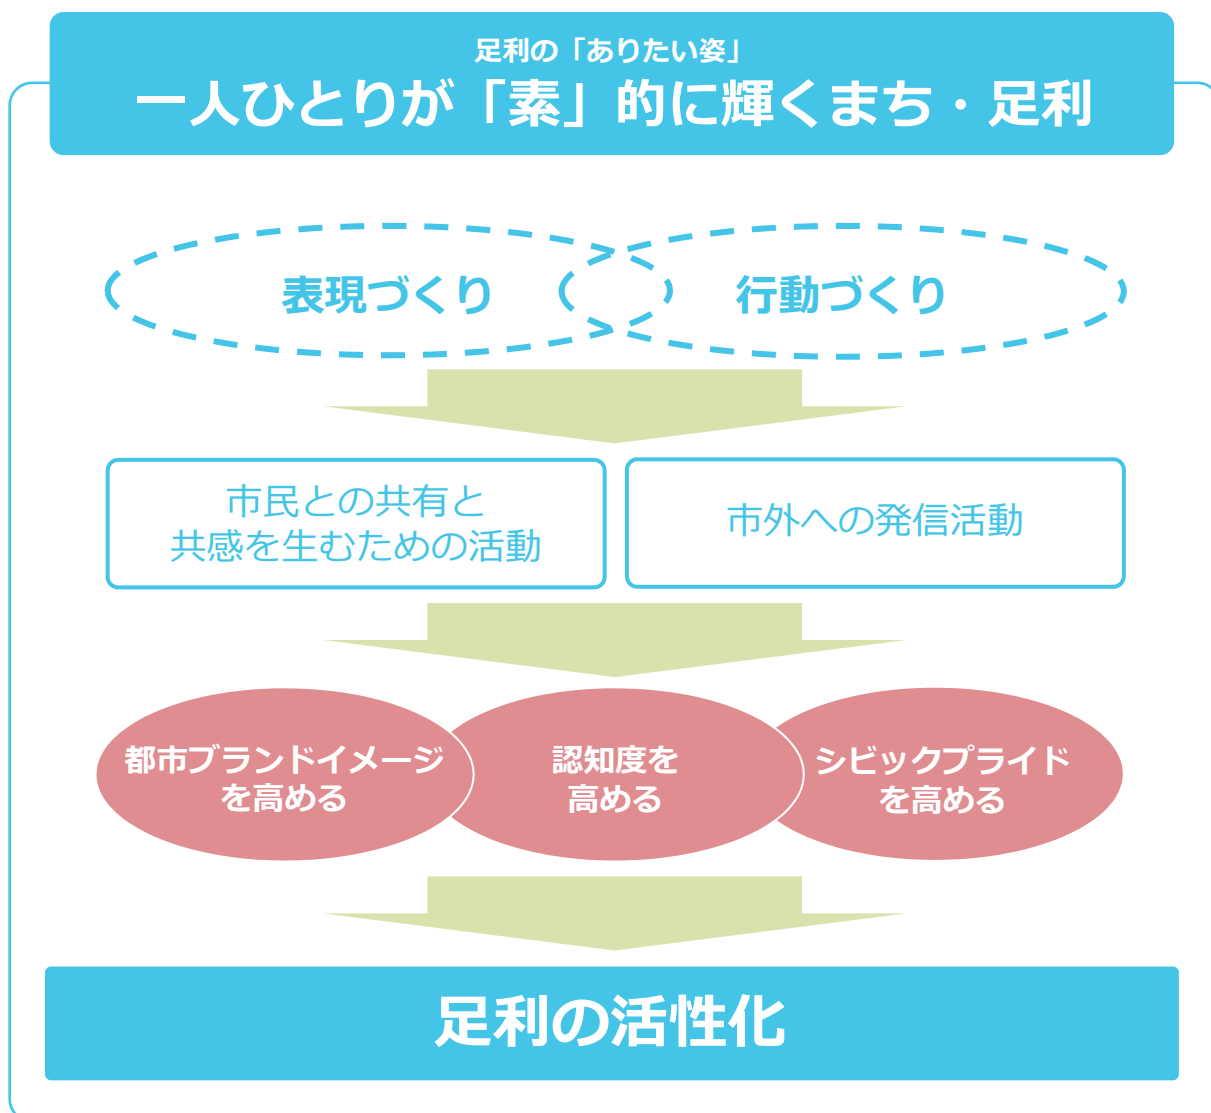 足利の「ありたい姿」
一人ひとりが「素」的に輝くまち・足利
表現づくり
行動づくり
市民との共有と
共感を生むための活動
市外への発信活動
都市ブランドイメージ
を高める
認知度を
高める
シビックプライド
を高める
足利の活性化